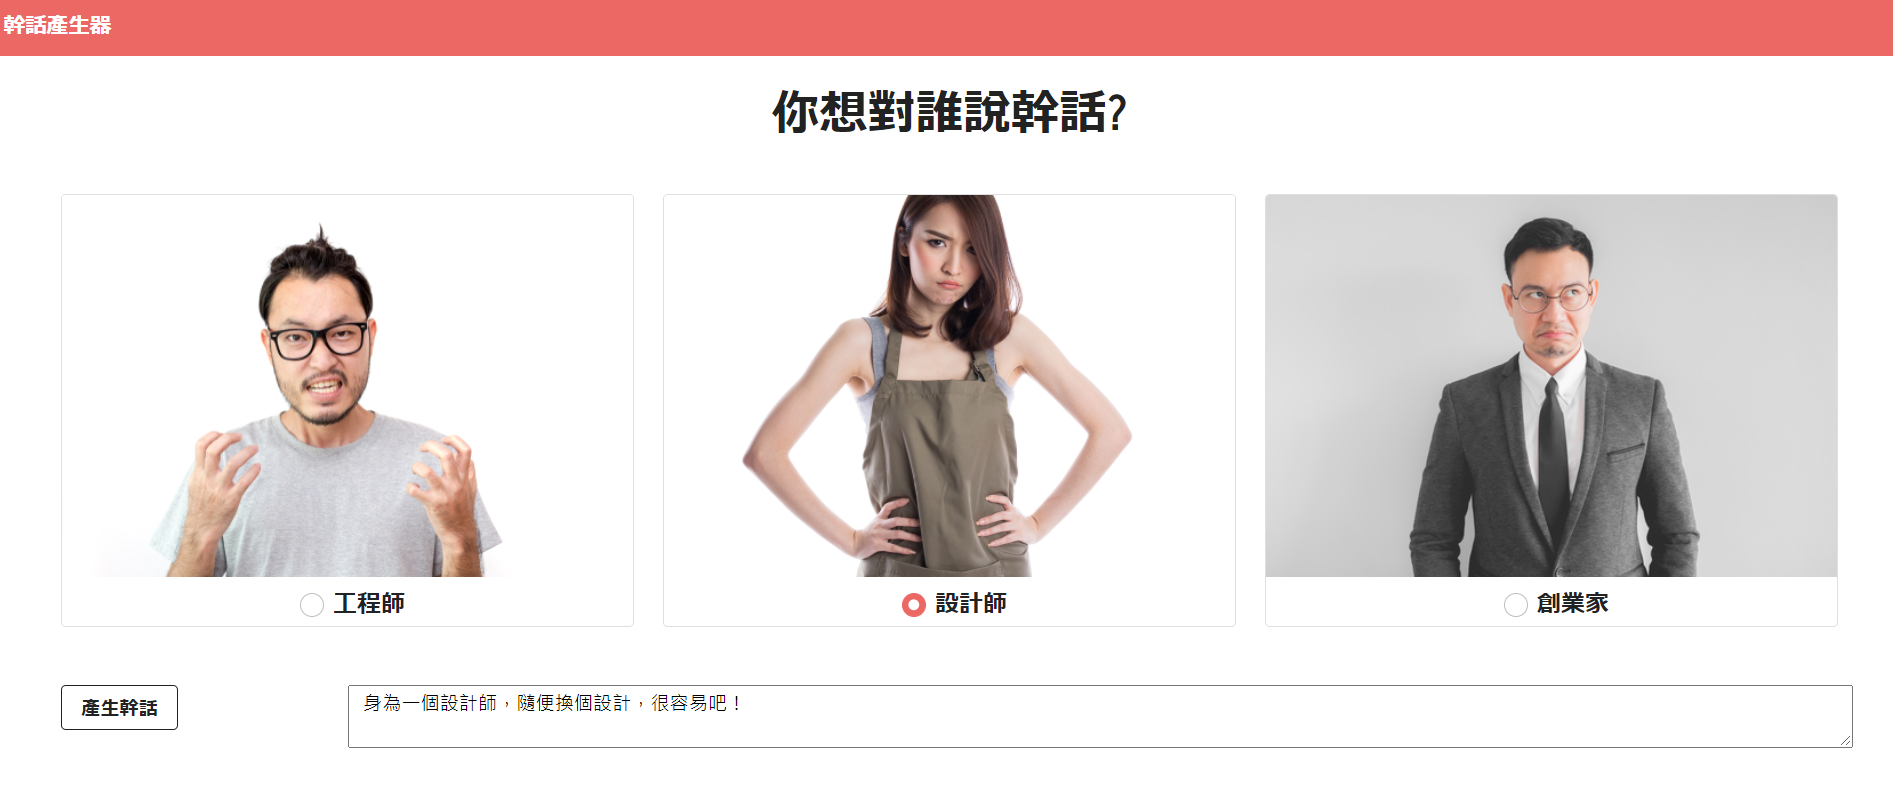 幹話產生器
你想對誰說幹話?
工程師
設計師
創業家
產生幹話
身為一個設計師，隨便換個設計，很容易吧！